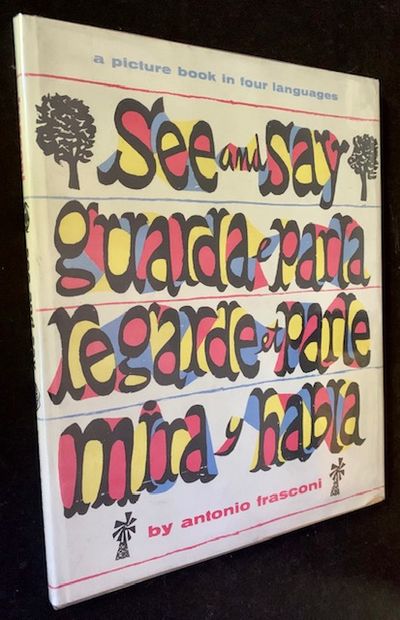 a picture book in four languages
See and say
guarda e parla
regarde et parle
mira y habla
by antonio frasconi